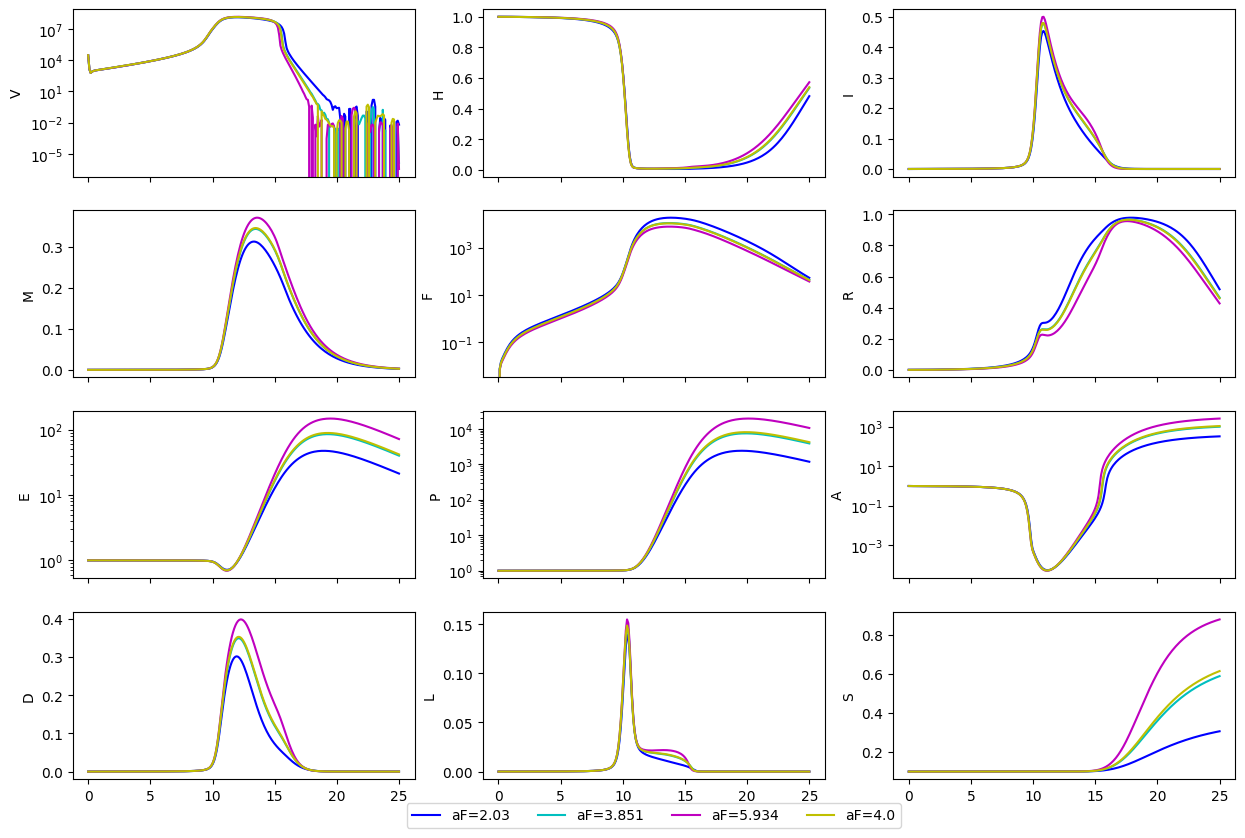 V 10⁷ 10⁴ 10¹ 10⁻² 10⁻⁵
H 1.0 0.8 0.6 0.4 0.2 0.0
I 0.5 0.4 0.3 0.2 0.1 0.0
M 0.3 0.2 0.1 0.0
F 10³ 10¹ 10⁻¹
R 1.0 0.8 0.6 0.4 0.2 0.0
E 10² 10¹ 10⁰
P 10⁴ 10³ 10² 10¹ 10⁰
A 10³ 10¹ 10⁻¹ 10⁻³
D 0.4 0.3 0.2 0.1 0.0
L 0.15 0.10 0.05 0.00
S 0.8 0.6 0.4 0.2
0 5 10 15 20 25 0 5 10 15 20 25 0 5 10 15 20 25
aF=2.03 aF=3.851 aF=5.934 aF=4.0